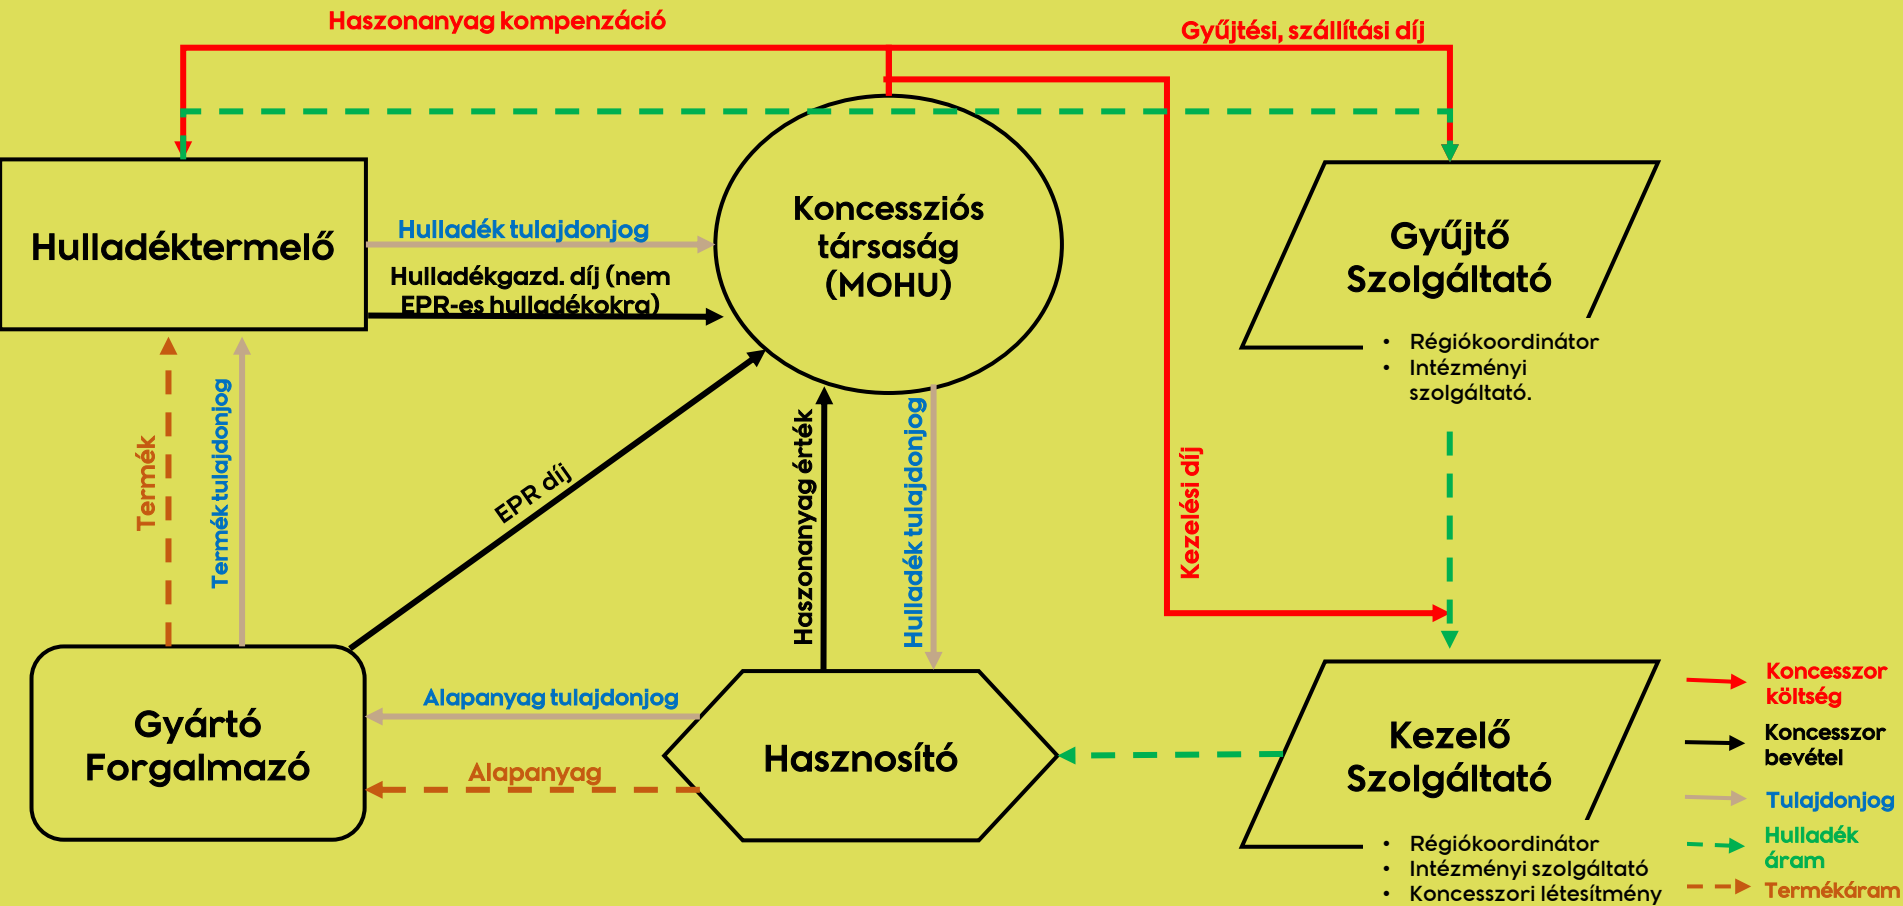 Haszonanyag kompenzáció
Gyűjtési, szállítási díj
Hulladéktermelő
Hulladék tulajdonjog
Hulladékgazd. díj (nem
EPR-es hulladékokra)
Koncessziós
társaság
(MOHU)
Gyűjtő
Szolgáltató
• Régiókoordinátor
• Intézményi
szolgáltató.
Termék
Termék tulajdonjog
EPR díj
Haszonanyag érték
Hulladék tulajdonjog
Kezelési díj
Gyártó
Forgalmazó
Alapanyag tulajdonjog
Alapanyag
Hasznosító
Kezelő
Szolgáltató
• Régiókoordinátor
• Intézményi szolgáltató
• Koncesszori létesítmény
Koncesszor
költség
Koncesszor
bevétel
Tulajdonjog
Hulladék
áram
Termékáram